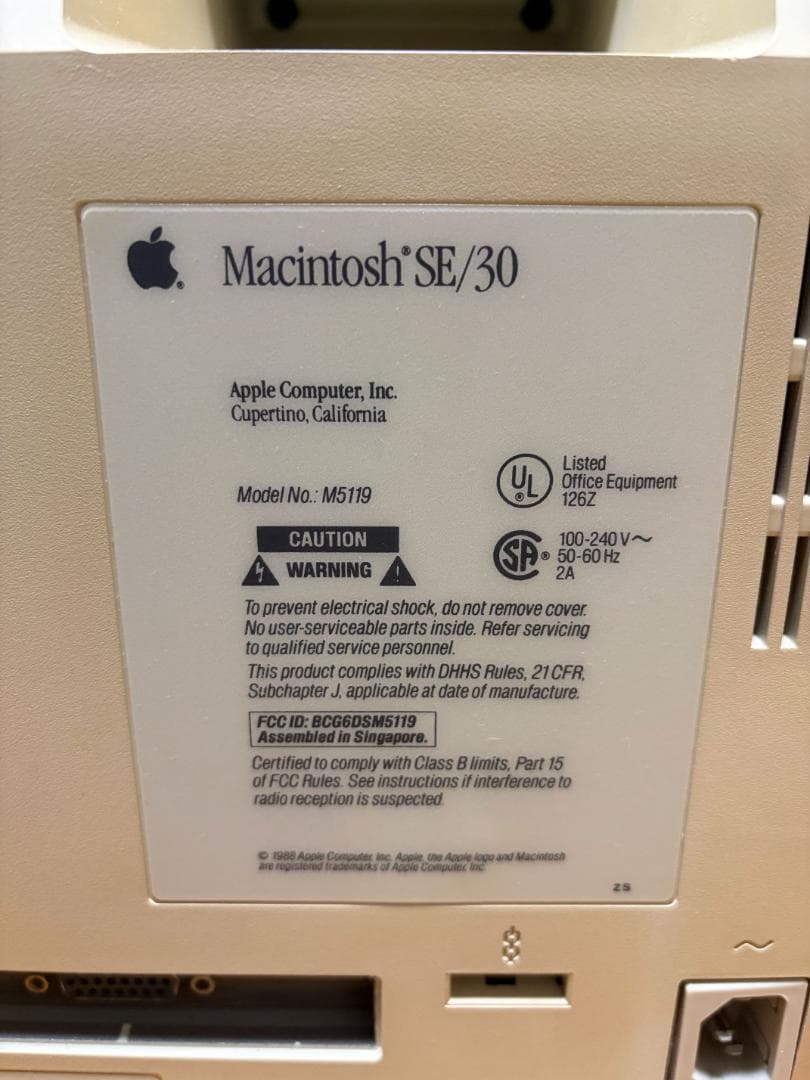 Macintosh® SE/30
Apple Computer, Inc.
Cupertino, California
Model No.: M5119
UL®
Listed
Office Equipment
126Z
CAUTION
WARNING
SA®
100-240 V~
50-60 Hz
2A
To prevent electrical shock, do not remove cover.
No user-serviceable parts inside. Refer servicing
to qualified service personnel.
This product complies with DHHS Rules, 21 CFR,
Subchapter J, applicable at date of manufacture.
FCC ID: BCG6DSM5119
Assembled in Singapore.
Certified to comply with Class B limits, Part 15
of FCC Rules. See instructions if interference to
radio reception is suspected.
© 1988 Apple Computer, Inc. Apple, the Apple logo and Macintosh
are registered trademarks of Apple Computer, Inc.
2S